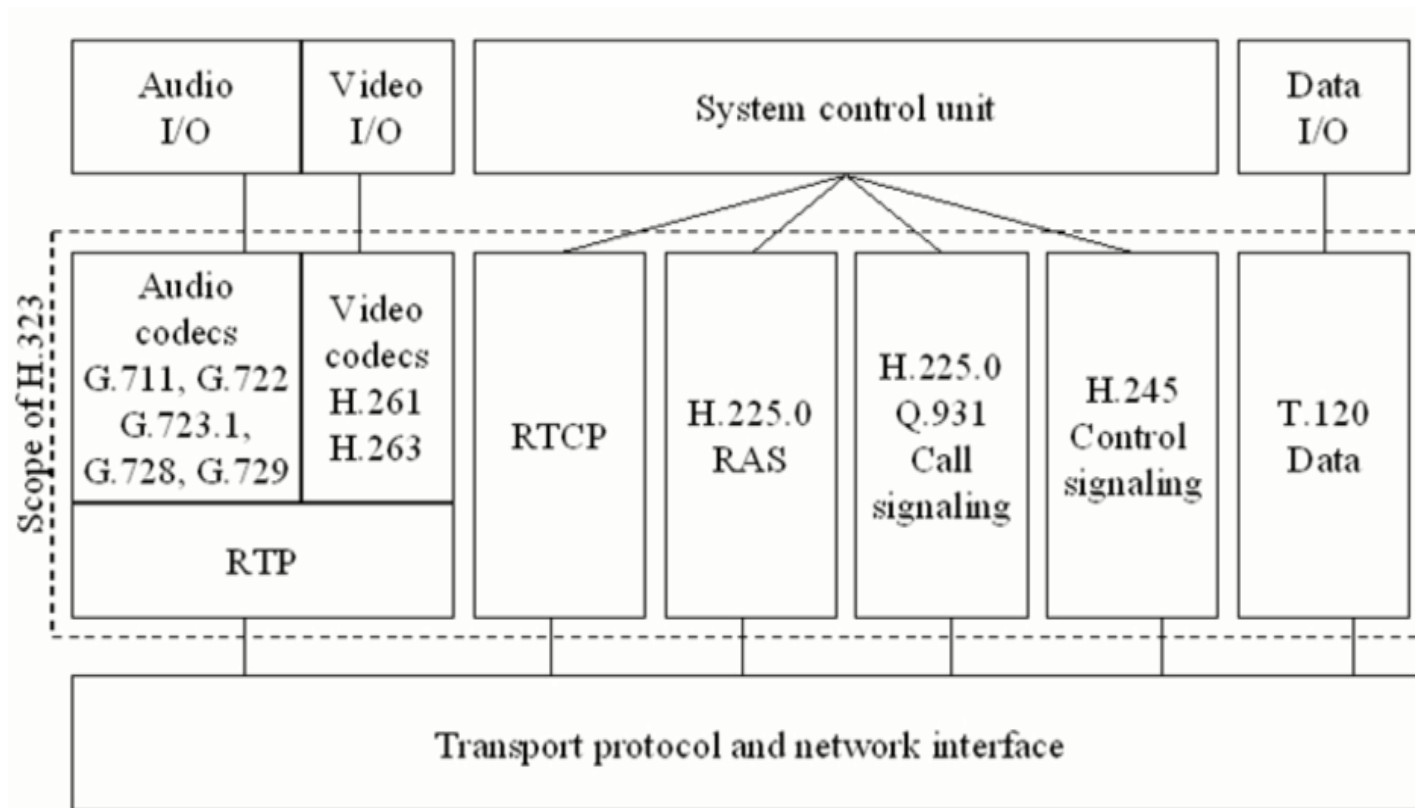 Audio
I/O
Video
I/O
System control unit
Data
I/O
Scope of H.323
Audio
codecs
G.711, G.722
G.723.1,
G.728, G.729
Video
codecs
H.261
H.263
RTP
RTCP
H.225.0
RAS
H.225.0
Q.931
Call
signaling
H.245
Control
signaling
T.120
Data
Transport protocol and network interface